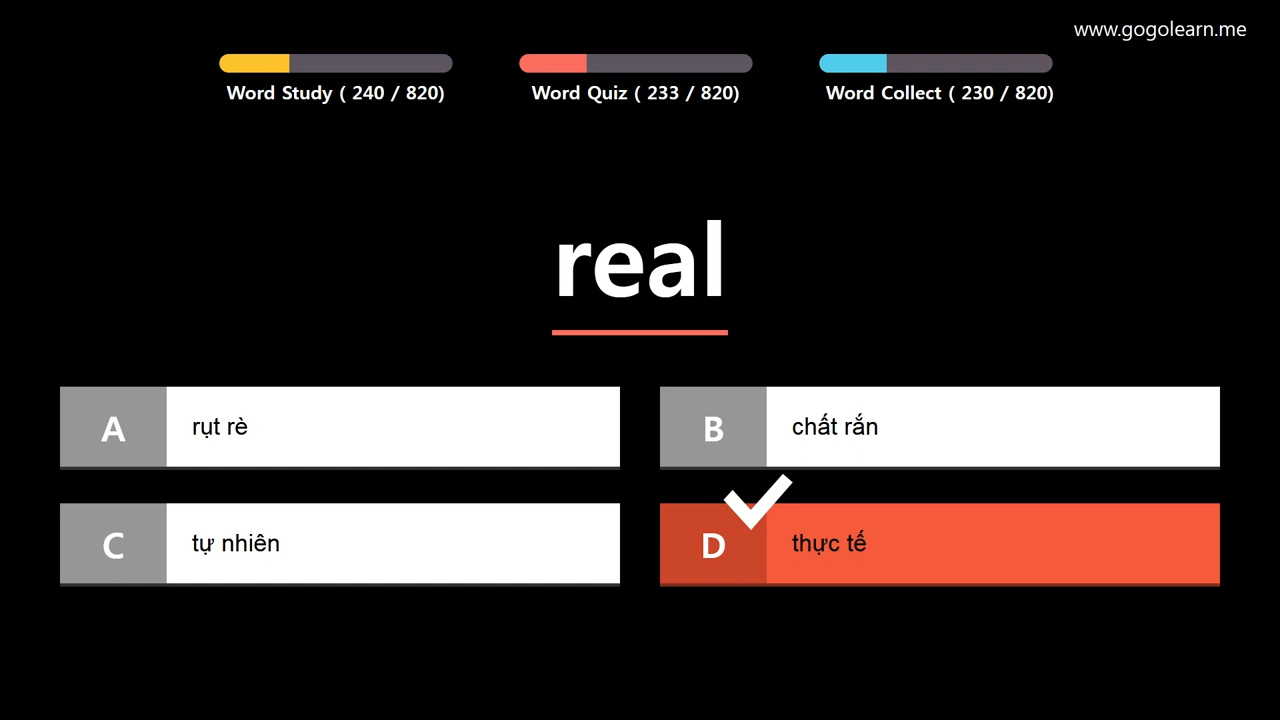 www.gogolearn.me
Word Study ( 240 / 820)
Word Quiz ( 233 / 820)
Word Collect ( 230 / 820)
real
A rụt rè
B chất rắn
C tự nhiên
D thực tế